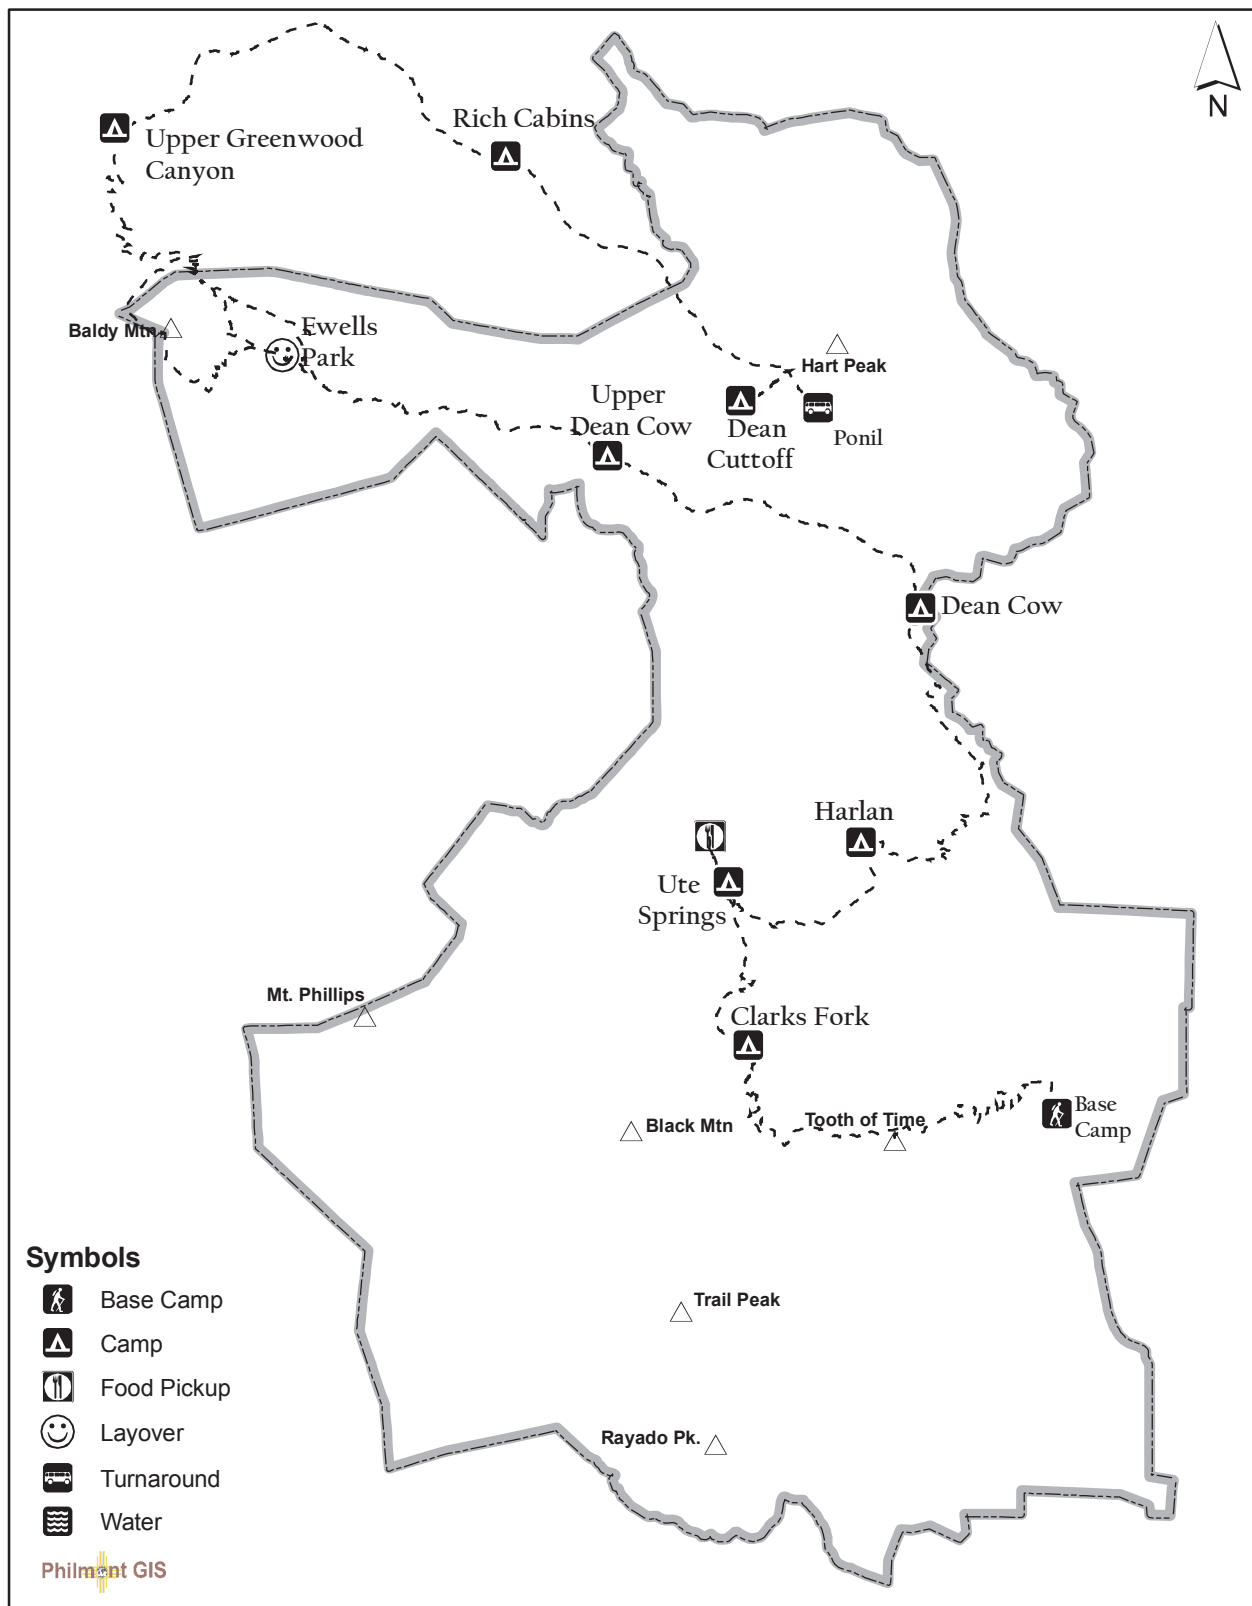 N
Rich Cabins
Upper Greenwood
Canyon
Baldy Mtn
Ewells
Park
Hart Peak
Upper
Dean Cow
Dean
Cuttoff
Ponil
Dean Cow
Harlan
Ute
Springs
Mt. Phillips
Clarks Fork
Black Mtn
Tooth of Time
Base
Camp
Trail Peak
Rayado Pk.
Symbols
Base Camp
Camp
Food Pickup
Layover
Turnaround
Water
Philmont GIS